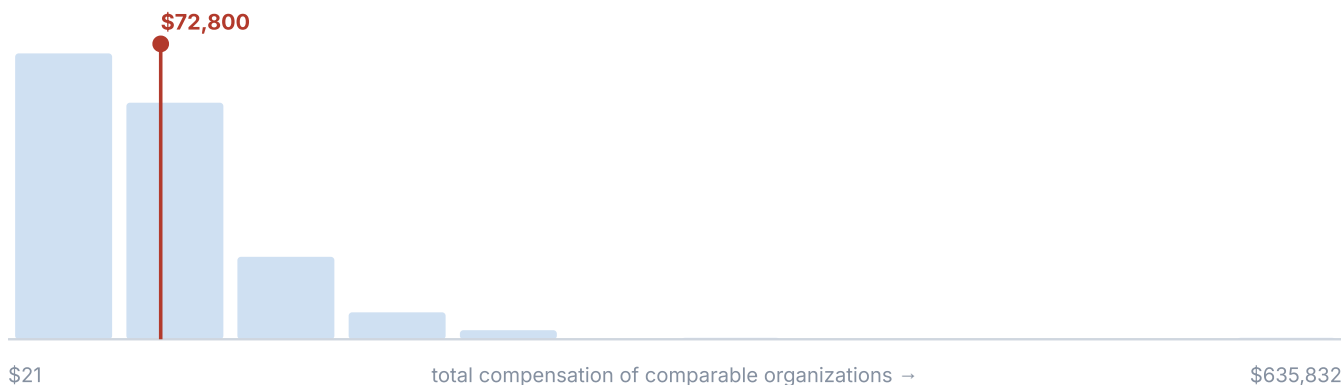 $72,800
$21 total compensation of comparable organizations → $635,832